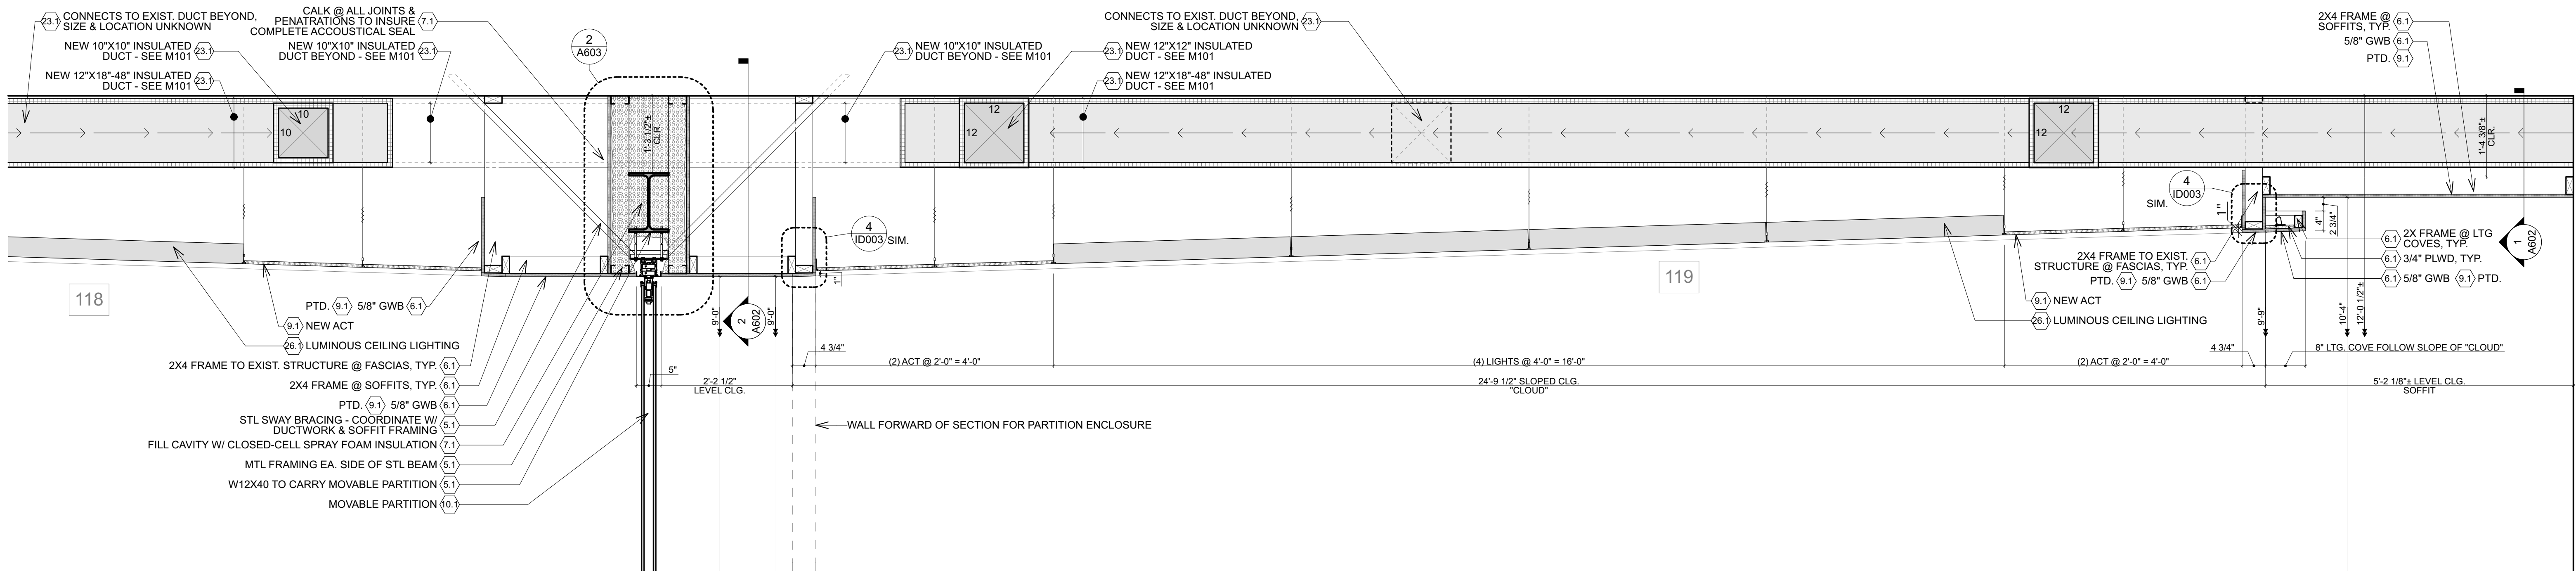 23.1 CONNECTS TO EXIST. DUCT BEYOND,
SIZE & LOCATION UNKNOWN
NEW 10"X10" INSULATED 23.1
DUCT - SEE M101
NEW 12"X18"-48" INSULATED 23.1
DUCT - SEE M101
CALK @ ALL JOINTS & 7.1
PENATRATIONS TO INSURE
COMPLETE ACCOUSTICAL SEAL
NEW 10"X10" INSULATED 23.1
DUCT BEYOND - SEE M101
2
A603
23.1 NEW 10"X10" INSULATED
DUCT BEYOND - SEE M101
CONNECTS TO EXIST. DUCT BEYOND, 23.1
SIZE & LOCATION UNKNOWN
23.1 NEW 12"X12" INSULATED
DUCT - SEE M101
23.1 NEW 12"X18"-48" INSULATED
DUCT - SEE M101
2X4 FRAME @ 6.1
SOFFITS, TYP.
5/8" GWB 6.1
PTD. 9.1
10
10
1'-3 1/2"±
CLR.
12
12
12
12
1'-4 3/8"±
CLR.
4
ID003 SIM.
1"
4
ID003
SIM.
1"
4"
2 3/4"
6.1 2X FRAME @ LTG
COVES, TYP.
6.1 3/4" PLWD, TYP.
6.1 5/8" GWB 9.1 PTD.
1
A602
2X4 FRAME TO EXIST. 6.1
STRUCTURE @ FASCIAS, TYP.
PTD. 9.1 5/8" GWB 6.1
9.1 NEW ACT
26.1 LUMINOUS CEILING LIGHTING
118
119
PTD. 9.1 5/8" GWB 6.1
9.1 NEW ACT
26.1 LUMINOUS CEILING LIGHTING
2X4 FRAME TO EXIST. STRUCTURE @ FASCIAS, TYP. 6.1
2X4 FRAME @ SOFFITS, TYP. 6.1
PTD. 9.1 5/8" GWB 6.1
STL SWAY BRACING - COORDINATE W/ 5.1
DUCTWORK & SOFFIT FRAMING
FILL CAVITY W/ CLOSED-CELL SPRAY FOAM INSULATION 7.1
MTL FRAMING EA. SIDE OF STL BEAM 5.1
W12X40 TO CARRY MOVABLE PARTITION 5.1
MOVABLE PARTITION 10.1
9'-0"
2
A602
9'-0"
9'-9"
10'-4"
12'-0 1/2"±
4 3/4"
(2) ACT @ 2'-0" = 4'-0"
(4) LIGHTS @ 4'-0" = 16'-0"
(2) ACT @ 2'-0" = 4'-0"
4 3/4"
8" LTG. COVE FOLLOW SLOPE OF "CLOUD"
5"
2'-2 1/2"
LEVEL CLG.
24'-9 1/2" SLOPED CLG.
"CLOUD"
5'-2 1/8"± LEVEL CLG.
SOFFIT
WALL FORWARD OF SECTION FOR PARTITION ENCLOSURE